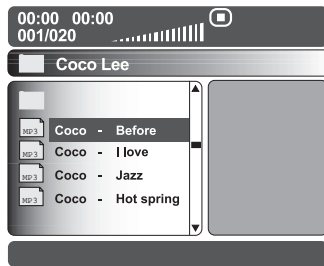 00:00 00:00
001/020
Coco Lee
MP3 Coco - Before
MP3 Coco - I love
MP3 Coco - Jazz
MP3 Coco - Hot spring